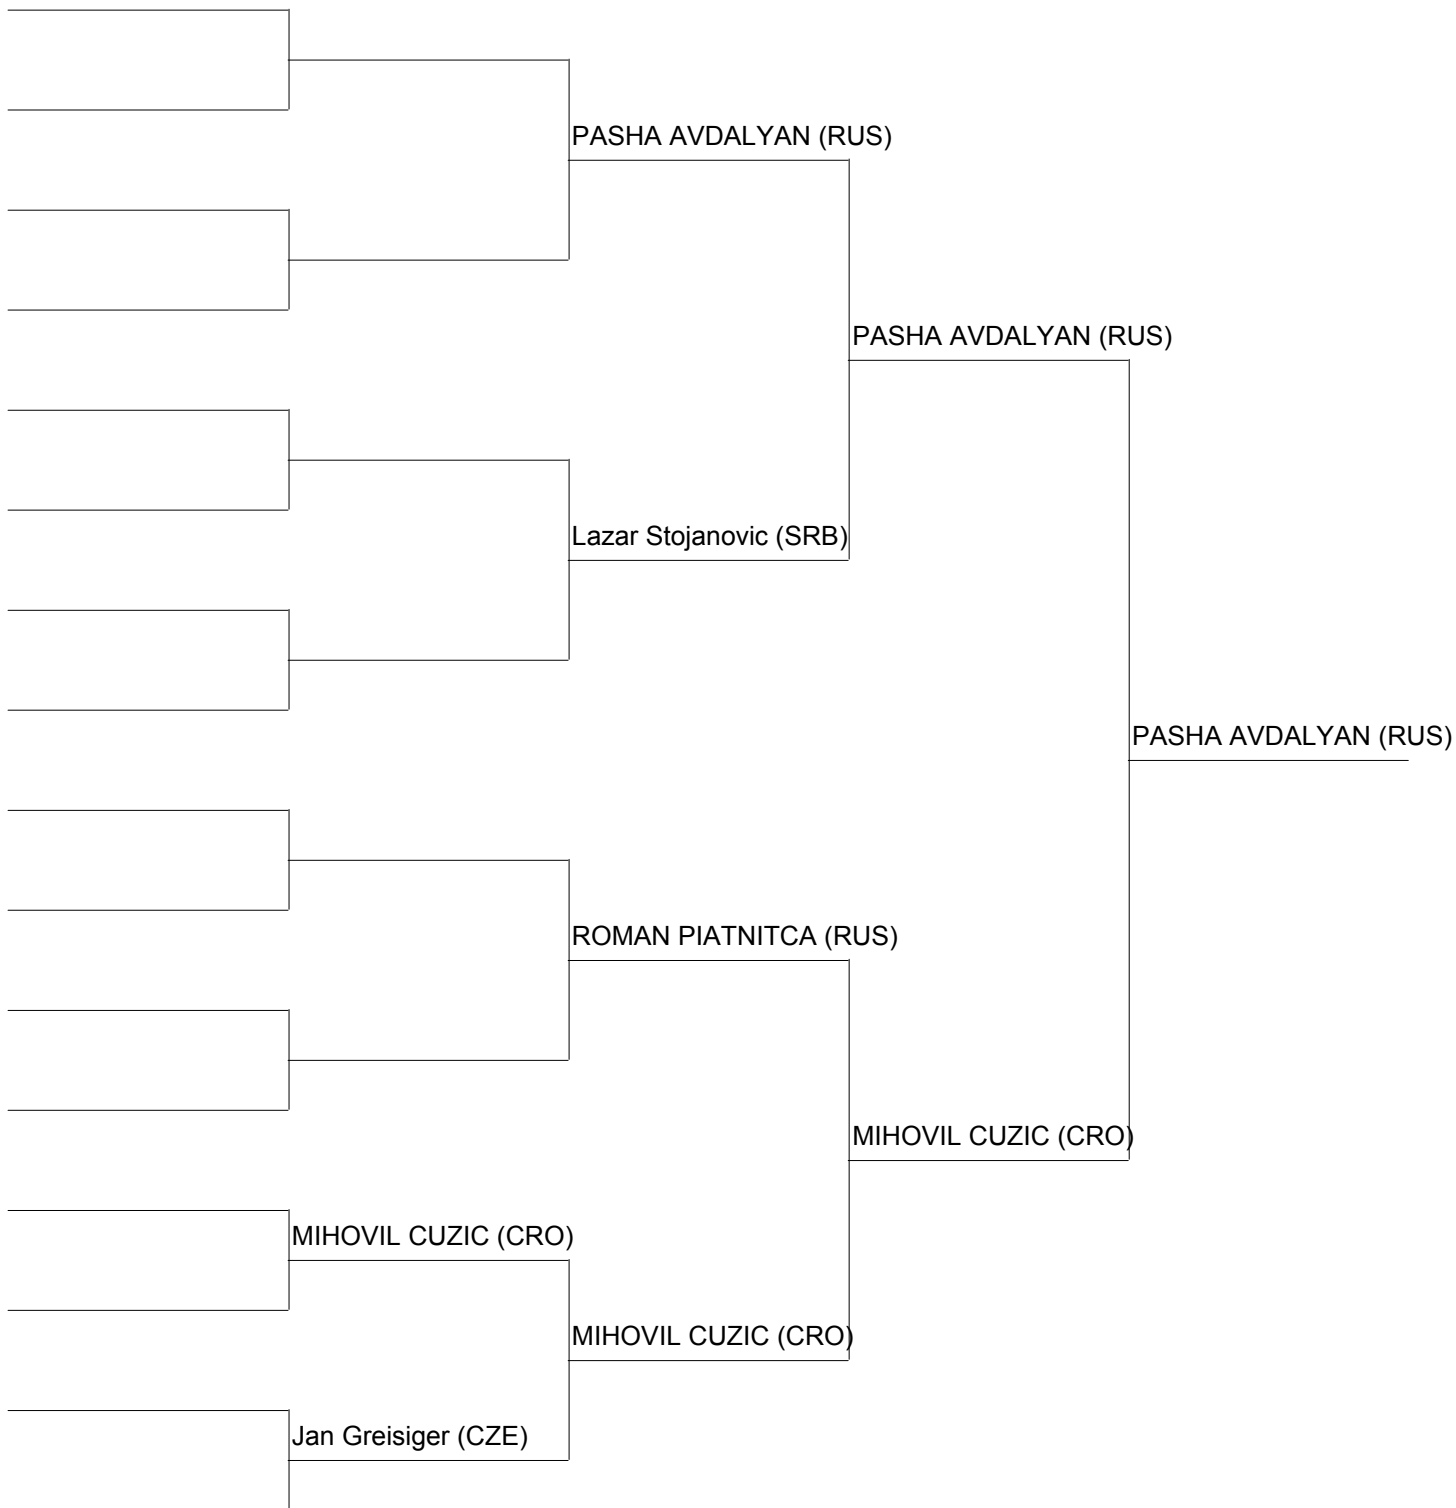 PASHA AVDALYAN (RUS)
PASHA AVDALYAN (RUS)
Lazar Stojanovic (SRB)
PASHA AVDALYAN (RUS)
ROMAN PIATNITCA (RUS)
MIHOVIL CUZIC (CRO)
MIHOVIL CUZIC (CRO)
MIHOVIL CUZIC (CRO)
Jan Greisiger (CZE)